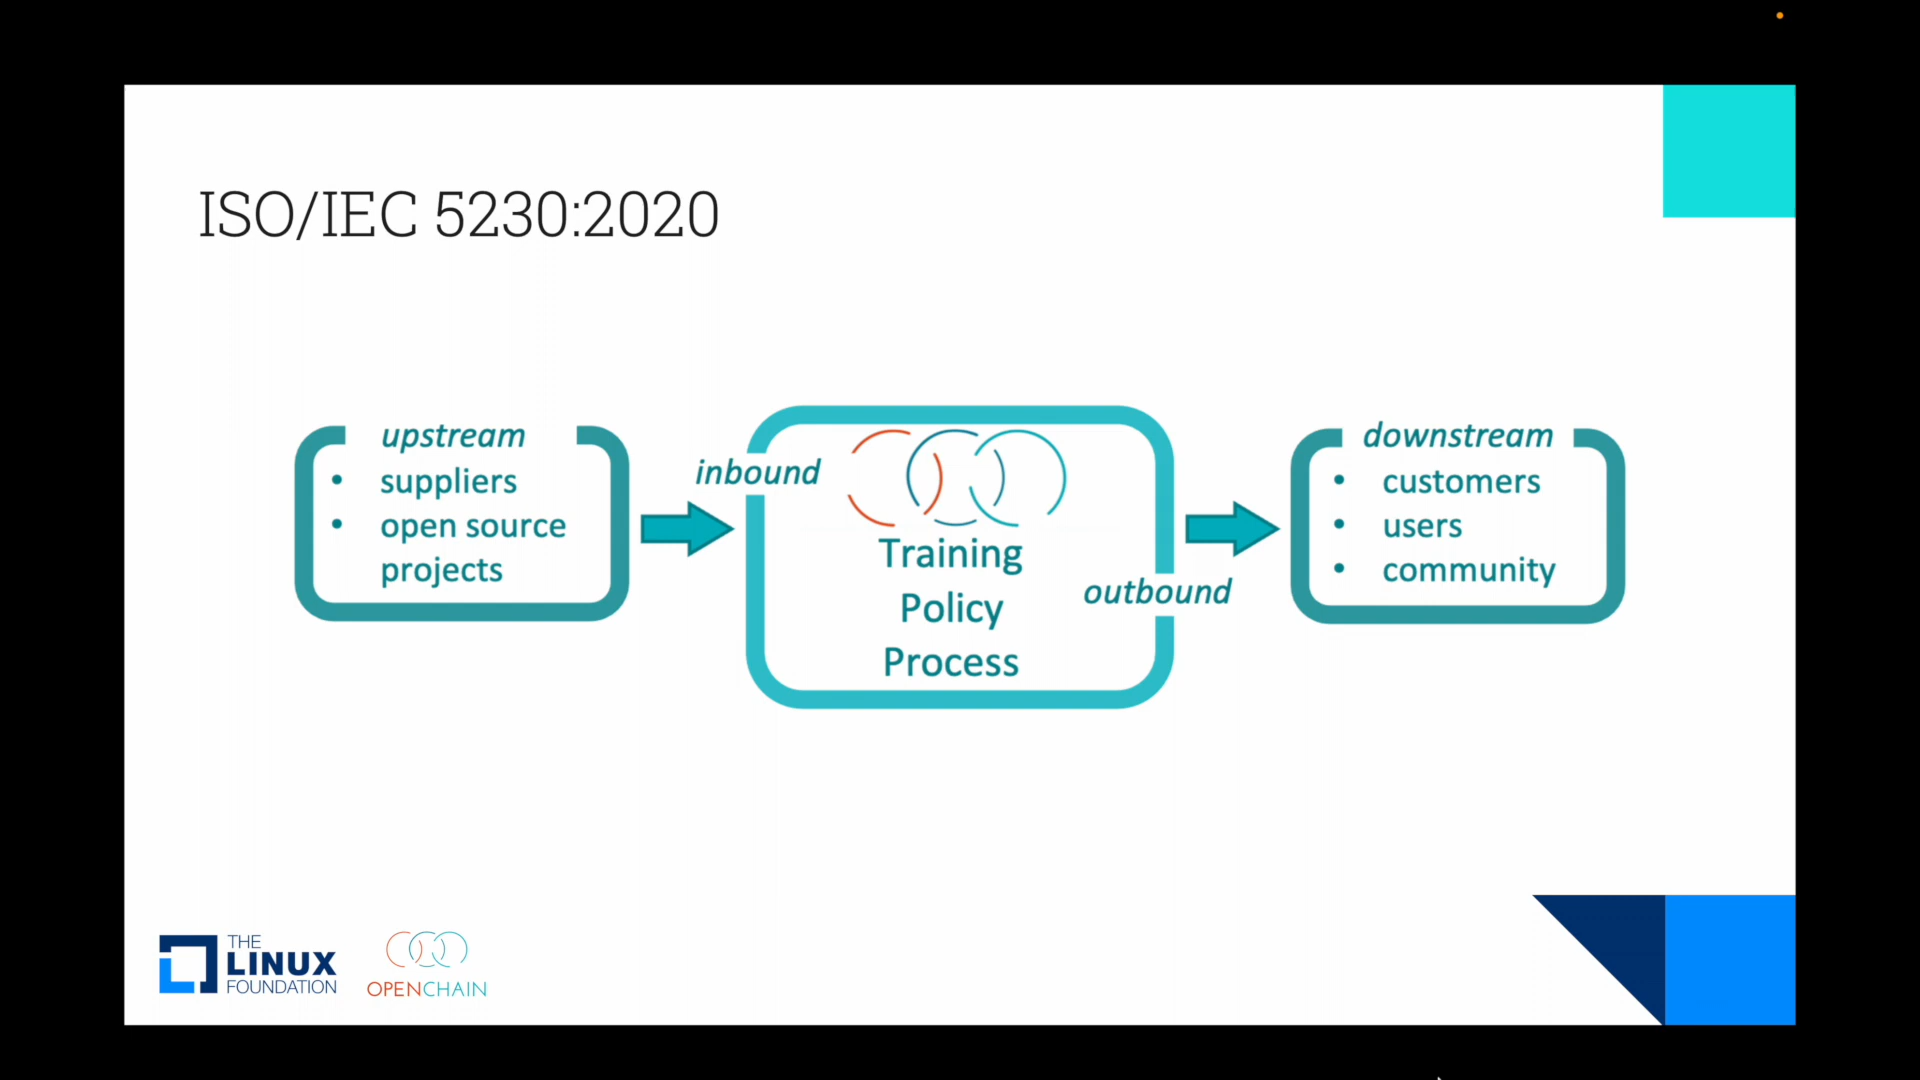 ISO/IEC 5230:2020
upstream
• suppliers
• open source
projects
inbound
Training
Policy
Process
outbound
downstream
• customers
• users
• community
THE
LINUX
FOUNDATION
OPENCHAIN